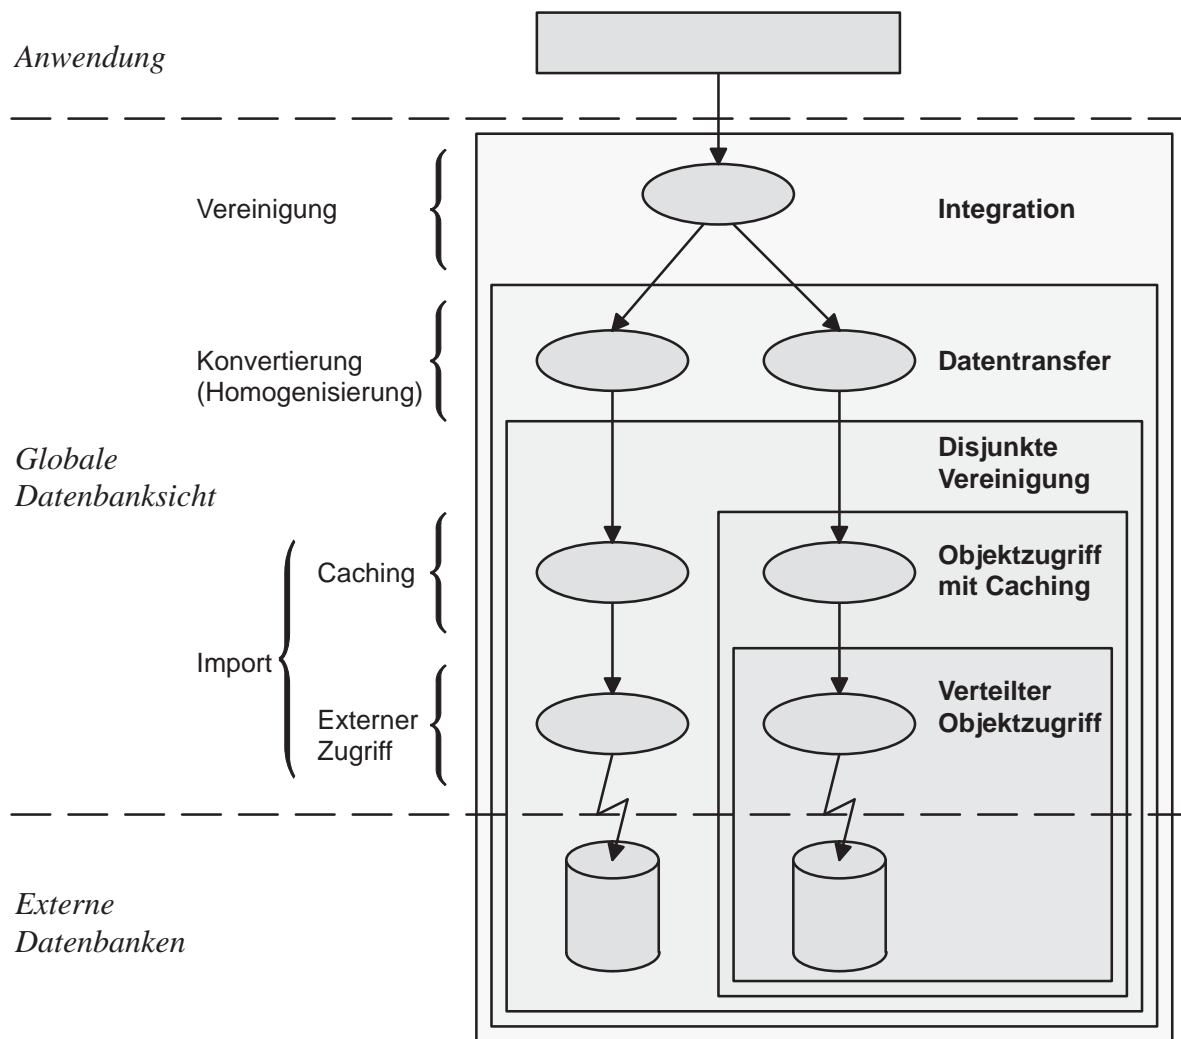 Anwendung
Vereinigung
Integration
Konvertierung
(Homogenisierung)
Datentransfer
Globale
Datenbanksicht
Disjunkte
Vereinigung
Caching
Objektzugriff
mit Caching
Import
Externer
Zugriff
Verteilter
Objektzugriff
Externe
Datenbanken